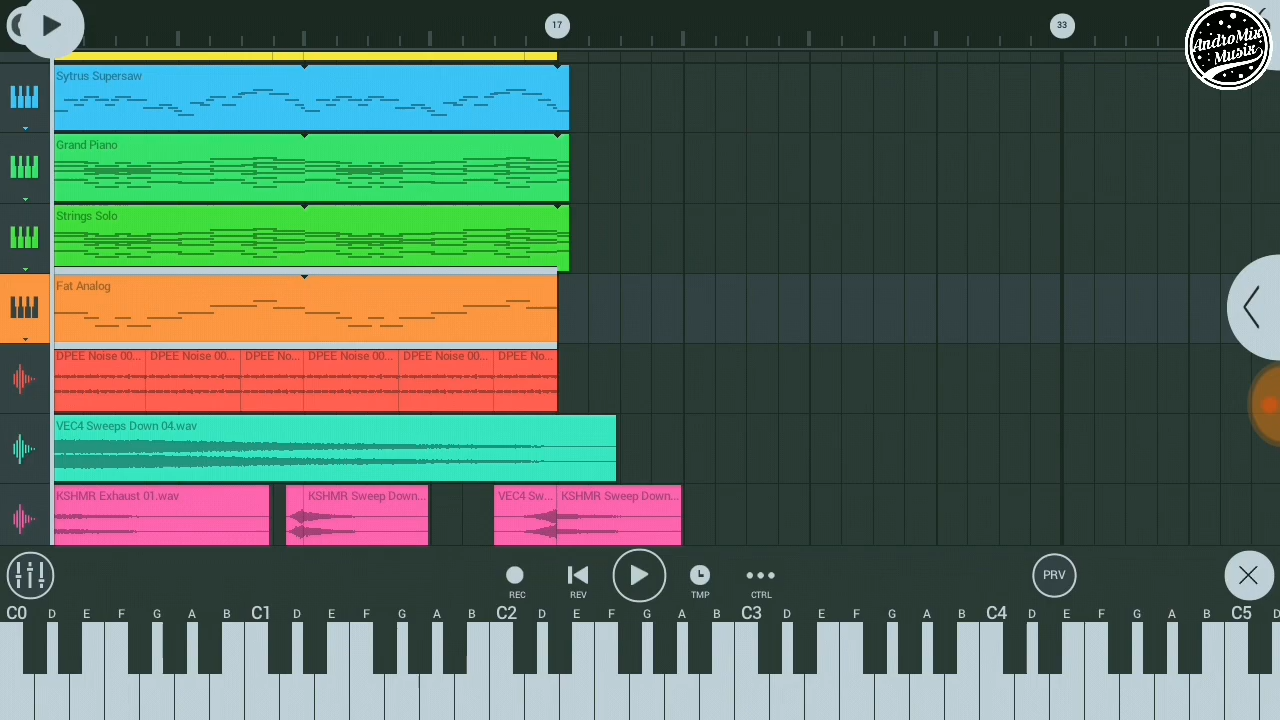 17
33
AndroMix
Musix
Sytrus Supersaw
Grand Piano
Strings Solo
Fat Analog
DPEE Noise 00... DPEE Noise 00... DPEE No... DPEE Noise 00... DPEE Noise 00... DPEE No...
VEC4 Sweeps Down 04.wav
KSHMR Exhaust 01.wav KSHMR Sweep Down... VEC4 Sw... KSHMR Sweep Down...
PRV
REC REV TMP CTRL
C0 D E F G A B C1 D E F G A B C2 D E F G A B C3 D E F G A B C4 D E F G A B C5 D